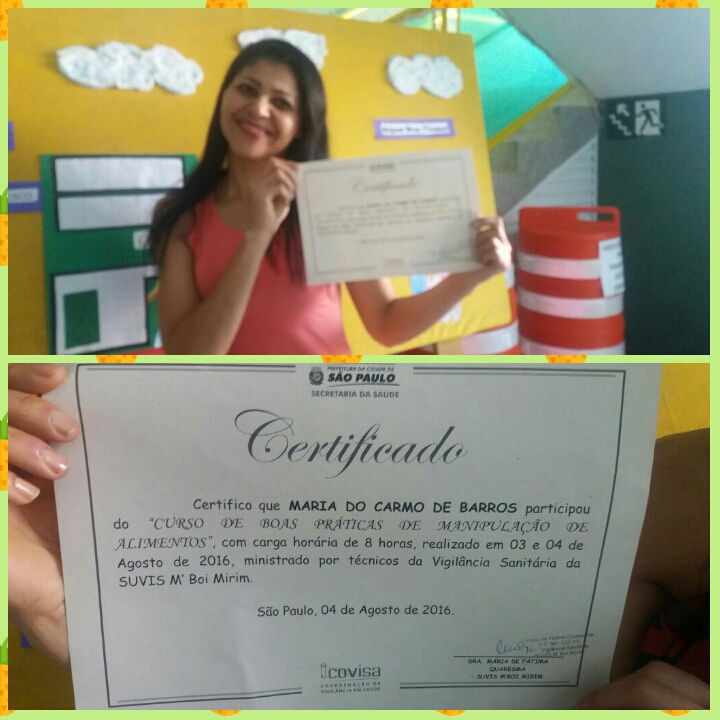 Certificado
PREFEITURA DA CIDADE DE
SÃO PAULO
SECRETARIA DA SAÚDE
Certificado
Certifico que MARIA DO CARMO DE BARROS participou
do "CURSO DE BOAS PRÁTICAS DE MANIPULAÇÃO DE
ALIMENTOS", com carga horária de 8 horas, realizado em 03 e 04 de
Agosto de 2016, ministrado por técnicos da Vigilância Sanitária da
SUVIS M' Boi Mirim.
São Paulo, 04 de Agosto de 2016.
DRA. MARIA DE FÁTIMA
QUARESMA
- SUVIS M'BOI MIRIM
covisa
COORDENAÇÃO DE
VIGILÂNCIA EM SAÚDE